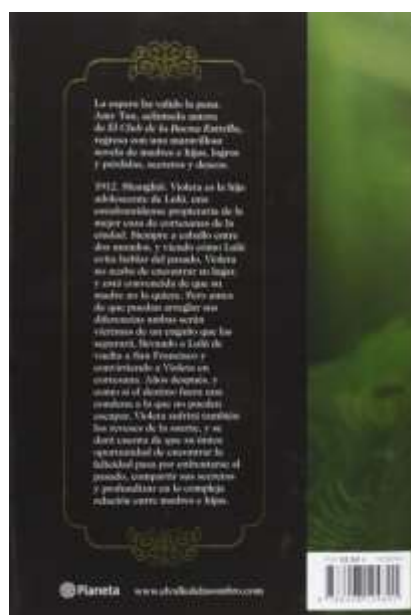 La espera ha valido la pena.
Amy Tan, aclamada autora
de El Club de la Buena Estrella,
regresa con una maravillosa
novela de madres e hijas, logros
y pérdidas, secretos y deseos.
1912. Shanghái. Violeta es la hija
adolescente de Lulú, una
estadounidense propietaria de la
mejor casa de cortesanas de la
ciudad. Siempre a caballo entre
dos mundos, y viendo cómo Lulú
evita hablar del pasado, Violeta
no acaba de encontrar su lugar
y está convencida de que su
madre no la quiere. Pero antes
de que puedan arreglar sus
diferencias ambas serán
víctimas de un engaño que las
separará, llevando a Lulú de
vuelta a San Francisco y
convirtiendo a Violeta en
cortesana. Años después, y
como si el destino fuera una
condena a la que no pueden
escapar, Violeta sufrirá también
los reveses de la suerte, y se
dará cuenta de que su única
oportunidad de encontrar la
felicidad pasa por enfrentarse al
pasado, compartir sus secretos
y profundizar en la compleja
relación entre madres e hijas.
Planeta